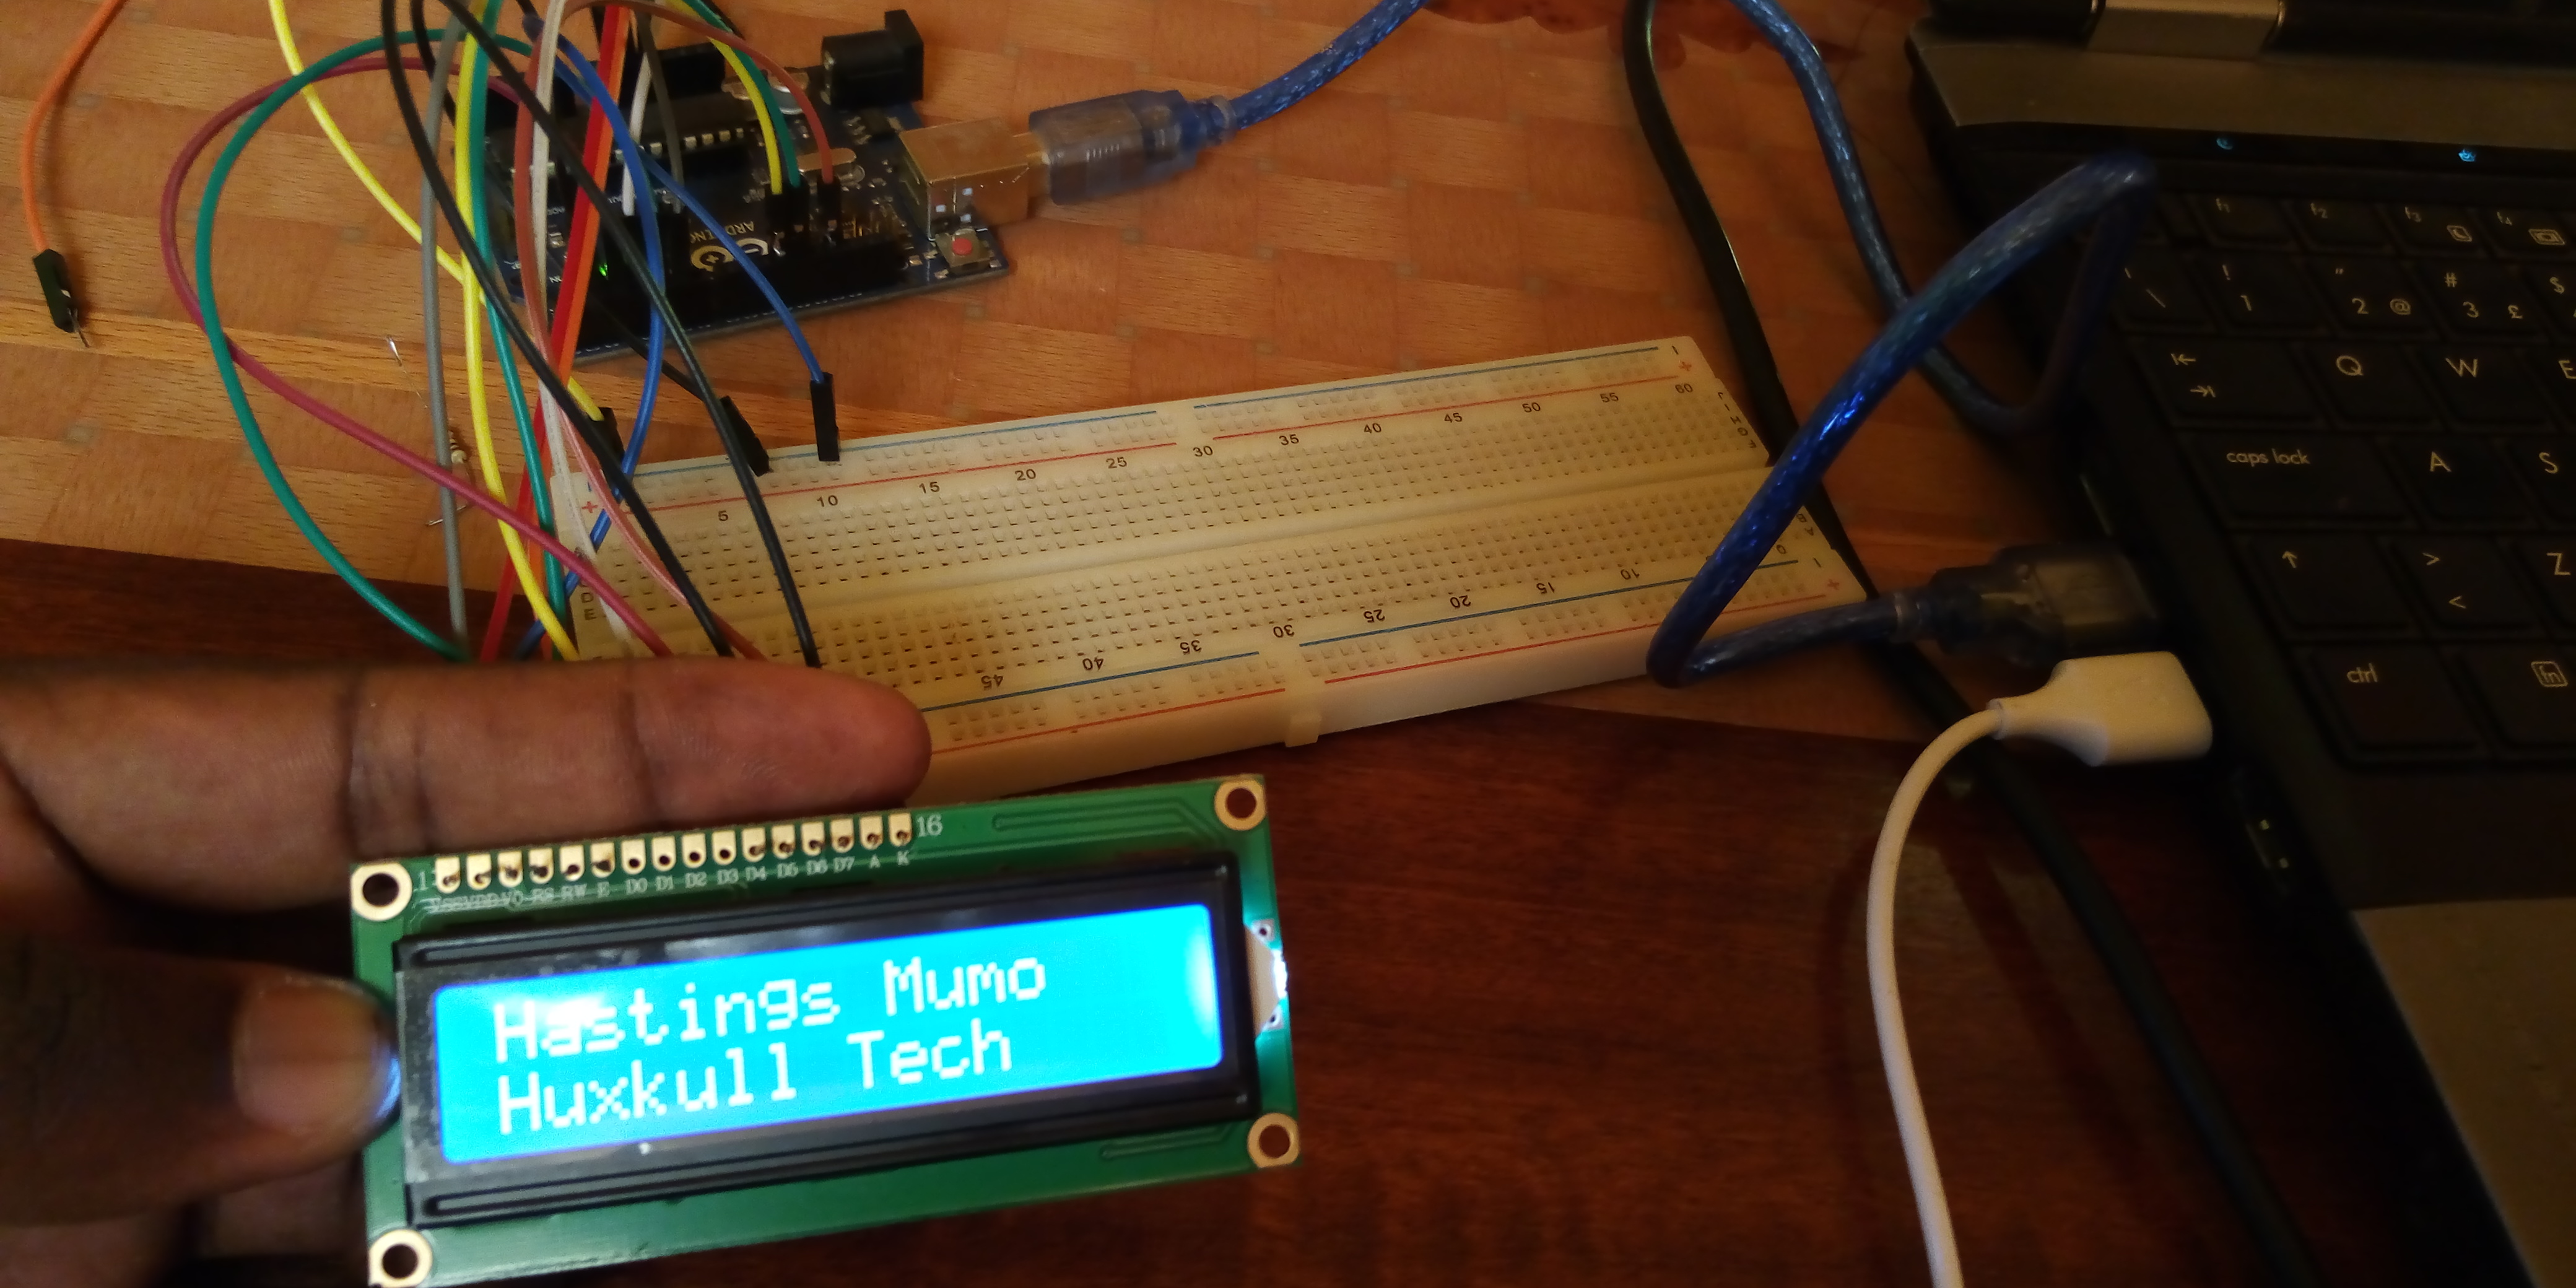 ARDUINO
f1 f2 f3 f4
! " # $
\ 1 2 @ 3 £
Q W E
caps lock A S
> Z
<
ctrl fn
- +
5 10 15 20 25 30 35 40 45 50 55 60
J I H G F
D E
45 40 35 30 25 20 15 10
1 16
VSS VDD V0 RS RW E D0 D1 D2 D3 D4 D5 D6 D7 A K
Hastings Mumo
Huxkull Tech